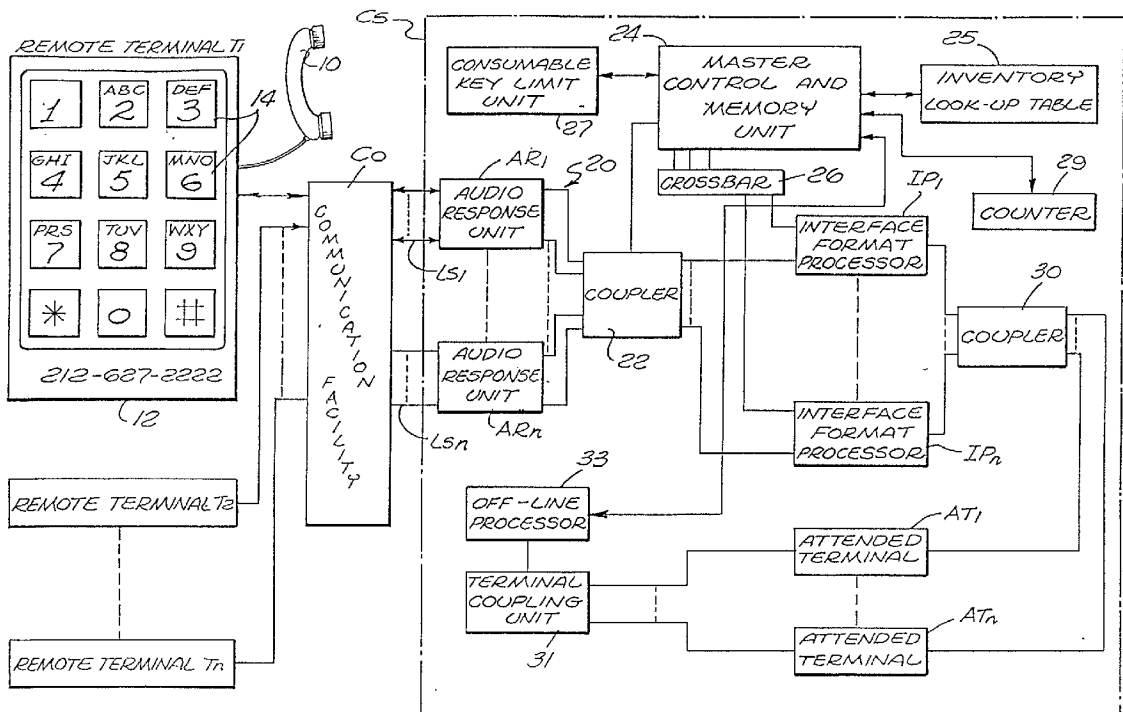 REMOTE TERMINAL T1
10
1
ABC
2
DEF
3
14
GHI
4
JKL
5
MNO
6
PRS
7
TUV
8
WXY
9
*
0
#
212-627-2222
12
REMOTE TERMINAL T2
REMOTE TERMINAL Tn
CO
COMMUNICATION
FACILITY
CS
LS1
LSn
AR1
AUDIO
RESPONSE
UNIT
AUDIO
RESPONSE
UNIT
ARn
20
COUPLER
22
CONSUMABLE
KEY LIMIT
UNIT
27
24
MASTER
CONTROL AND
MEMORY
UNIT
25
INVENTORY
LOOK-UP TABLE
CROSSBAR
26
29
COUNTER
IP1
INTERFACE
FORMAT
PROCESSOR
INTERFACE
FORMAT
PROCESSOR
IPn
30
COUPLER
33
OFF-LINE
PROCESSOR
TERMINAL
COUPLING
UNIT
31
AT1
ATTENDED
TERMINAL
ATn
ATTENDED
TERMINAL